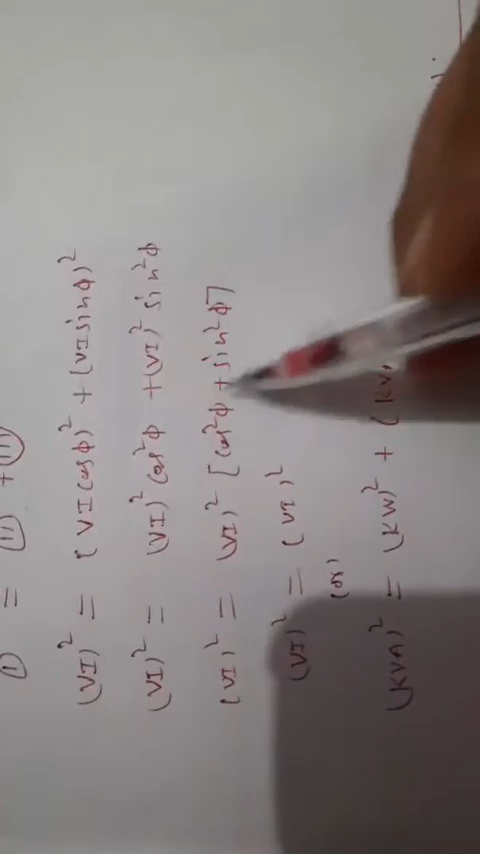 ① = ⑪ + ⑪
(VI)² = (VI cosφ)² + (VI sinφ)²
(VI)² = (VI)² cos²φ + (VI)² sin²φ
(VI)² = (VI)² [cos²φ + sin²φ]
(VI)² = (VI)²
(or)
(KVA)² = (KW)² + (KV